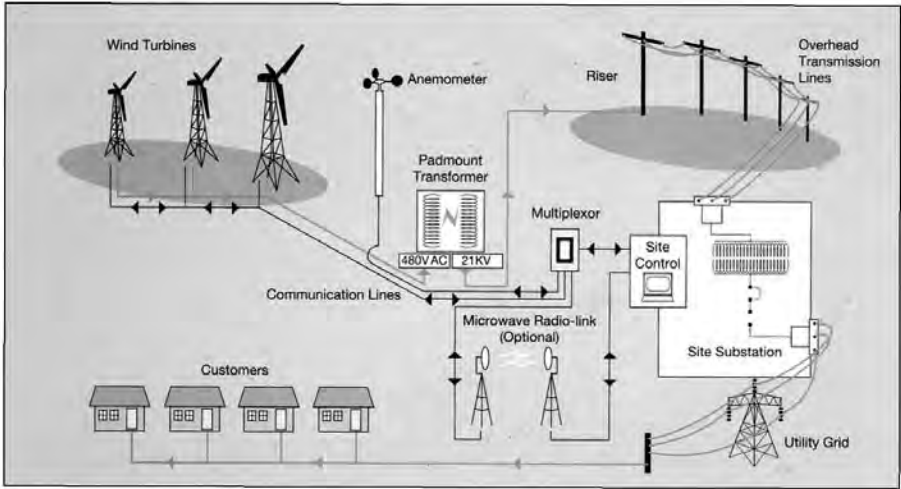 Wind Turbines
Anemometer
Riser
Overhead
Transmission
Lines
Padmount
Transformer
480V AC
21KV
Multiplexor
Site
Control
Communication Lines
Microwave Radio-link
(Optional)
Site Substation
Customers
Utility Grid